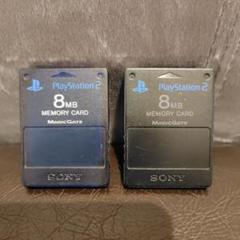 PlayStation 2
8MB
MEMORY CARD
MAGICGATE
SONY
PlayStation 2
8MB
MEMORY CARD
MAGICGATE
SONY